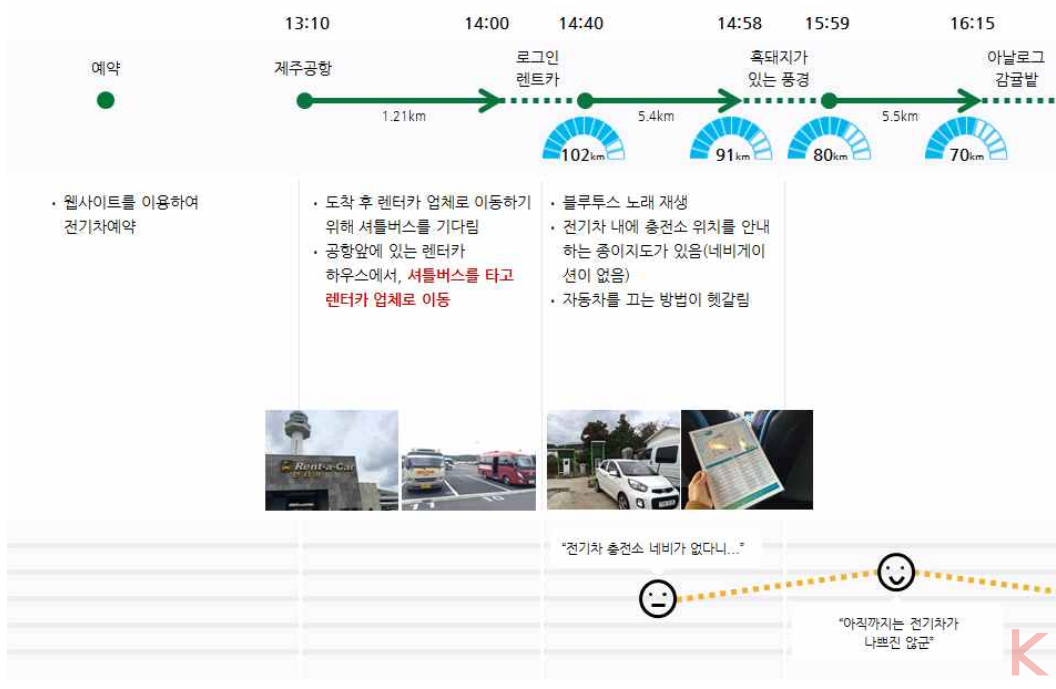 13:10
14:00
14:40
14:58
15:59
16:15
예약
제주공항
로그인
렌트카
흑돼지가
있는 풍경
아날로그
감귤밭
1.21km
5.4km
5.5km
102km
91km
80km
70km
· 웹사이트를 이용하여
전기차예약
· 도착 후 렌터카 업체로 이동하기
위해 셔틀버스를 기다림
· 공항앞에 있는 렌터카
하우스에서, 셔틀버스를 타고
렌터카 업체로 이동
· 블루투스 노래 재생
· 전기차 내에 충전소 위치를 안내
하는 종이지도가 있음(네비게이
션이 없음)
· 자동차를 끄는 방법이 헷갈림
Rent-a-Car
"전기차 충전소 네비가 없다니..."
"아직까지는 전기차가
나쁘진 않군"
K